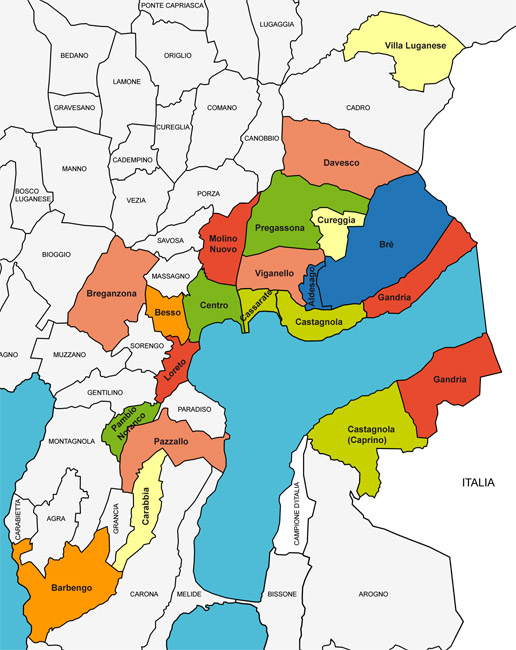 PONTE CAPRIASCA
LUGAGGIA
Villa Luganese
BEDANO
ORIGLIO
LAMONE
GRAVESANO
COMANO
CADRO
CUREGLIA
CANOBBIO
CADEMPINO
Davesco
MANNO
BOSCO
LUGANESE
VEZIA
PORZA
Cureggia
Pregassona
Molino
Nuovo
SAVOSA
Brè
BIOGGIO
MASSAGNO
Viganello
Aldesago
Breganzona
Gandria
Cassarate
Centro
Besso
Castagnola
SORENGO
MUZZANO
AGNO
Loreto
Gandria
GENTILINO
PARADISO
Pambio
Noranco
Castagnola
(Caprino)
MONTAGNOLA
Pazzallo
ITALIA
Carabbia
CARABIETTA
AGRA
GRANCIA
CAMPIONE D'ITALIA
Barbengo
CARONA
MELIDE
BISSONE
AROGNO